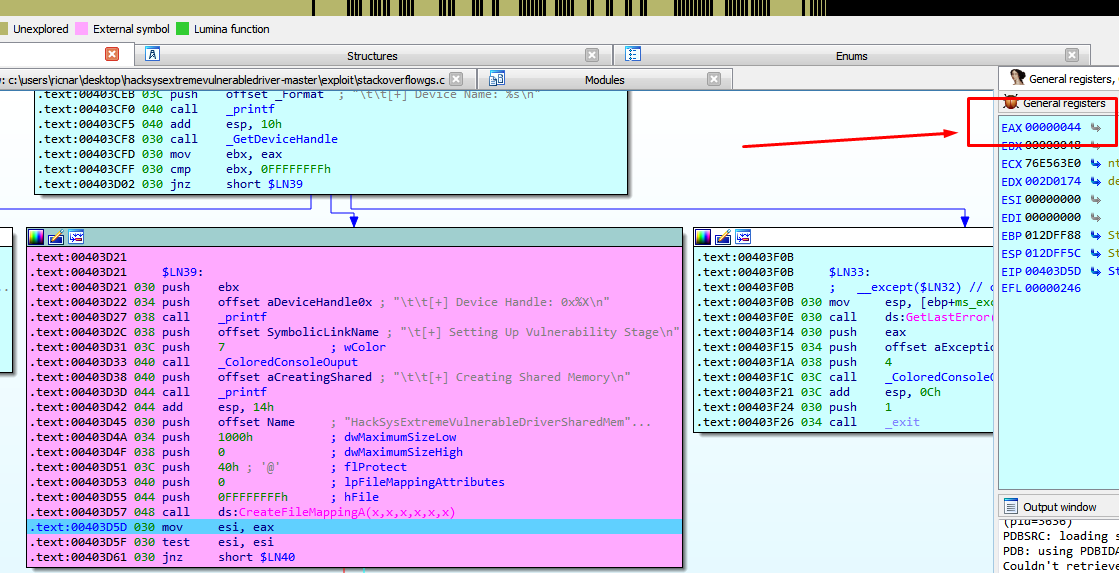 Unexplored External symbol Lumina function
Structures Enums
c:\users\ricnar\desktop\hacksysextremevulnerabledriver-master\exploit\stackoverflowgs.c Modules
.text:00403CEB 03C push offset _Format ; "\t\t[+] Device Name: %s\n"
.text:00403CF0 040 call _printf
.text:00403CF5 040 add esp, 10h
.text:00403CF8 030 call _GetDeviceHandle
.text:00403CFD 030 mov ebx, eax
.text:00403CFF 030 cmp ebx, 0FFFFFFFFh
.text:00403D02 030 jnz short $LN39
.text:00403D21
.text:00403D21 $LN39:
.text:00403D21 030 push ebx
.text:00403D22 034 push offset aDeviceHandle0x ; "\t\t[+] Device Handle: 0x%X\n"
.text:00403D27 038 call _printf
.text:00403D2C 038 push offset SymbolicLinkName ; "\t[+] Setting Up Vulnerability Stage\n"
.text:00403D31 03C push 7 ; wColor
.text:00403D33 040 call _ColoredConsoleOuput
.text:00403D38 040 push offset aCreatingShared ; "\t\t[+] Creating Shared Memory\n"
.text:00403D3D 044 call _printf
.text:00403D42 044 add esp, 14h
.text:00403D45 030 push offset Name ; "HackSysExtremeVulnerableDriverSharedMem"...
.text:00403D4A 034 push 1000h ; dwMaximumSizeLow
.text:00403D4F 038 push 0 ; dwMaximumSizeHigh
.text:00403D51 03C push 40h ; '@' ; flProtect
.text:00403D53 040 push 0 ; lpFileMappingAttributes
.text:00403D55 044 push 0FFFFFFFFh ; hFile
.text:00403D57 048 call ds:CreateFileMappingA(x,x,x,x,x,x)
.text:00403D5D 030 mov esi, eax
.text:00403D5F 030 test esi, esi
.text:00403D61 030 jnz short $LN40
.text:00403F0B
.text:00403F0B $LN33:
.text:00403F0B ; __except($LN32) // c
.text:00403F0B 030 mov esp, [ebp+ms_exc
.text:00403F0E 030 call ds:GetLastError(
.text:00403F14 030 push eax
.text:00403F15 034 push offset aExceptio
.text:00403F1A 038 push 4
.text:00403F1C 03C call _ColoredConsoleO
.text:00403F21 03C add esp, 0Ch
.text:00403F24 030 push 1
.text:00403F26 034 call _exit
General registers,
General registers
EAX 00000044
EBX 00000048
ECX 76E563E0 nt
EDX 002D0174 de
ESI 00000000
EDI 00000000
EBP 012DFF88 St
ESP 012DFF5C St
EIP 00403D5D St
EFL 00000246
Output window
(pid=3636)
PDBSRC: loading s
PDB: using PDBIDA
Couldn't retrieve